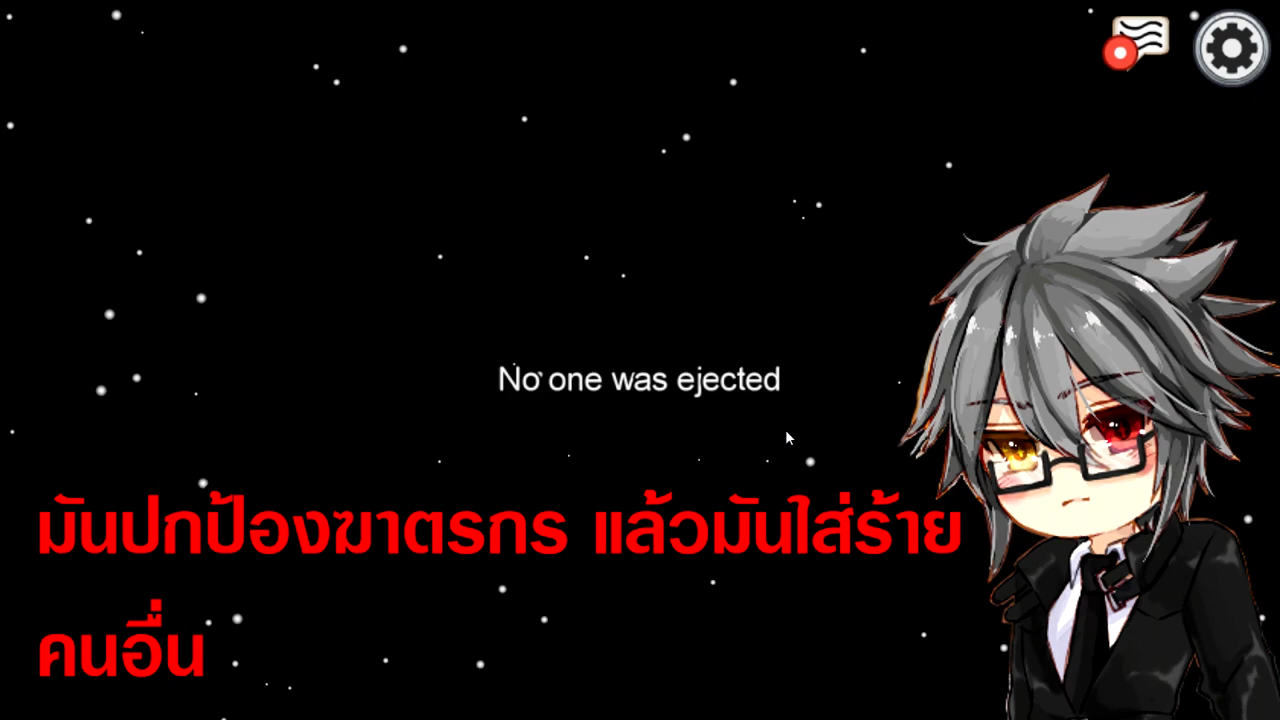 No one was ejected
มันปกป้องฆาตรกร แล้วมันใส่ร้าย
คนอื่น